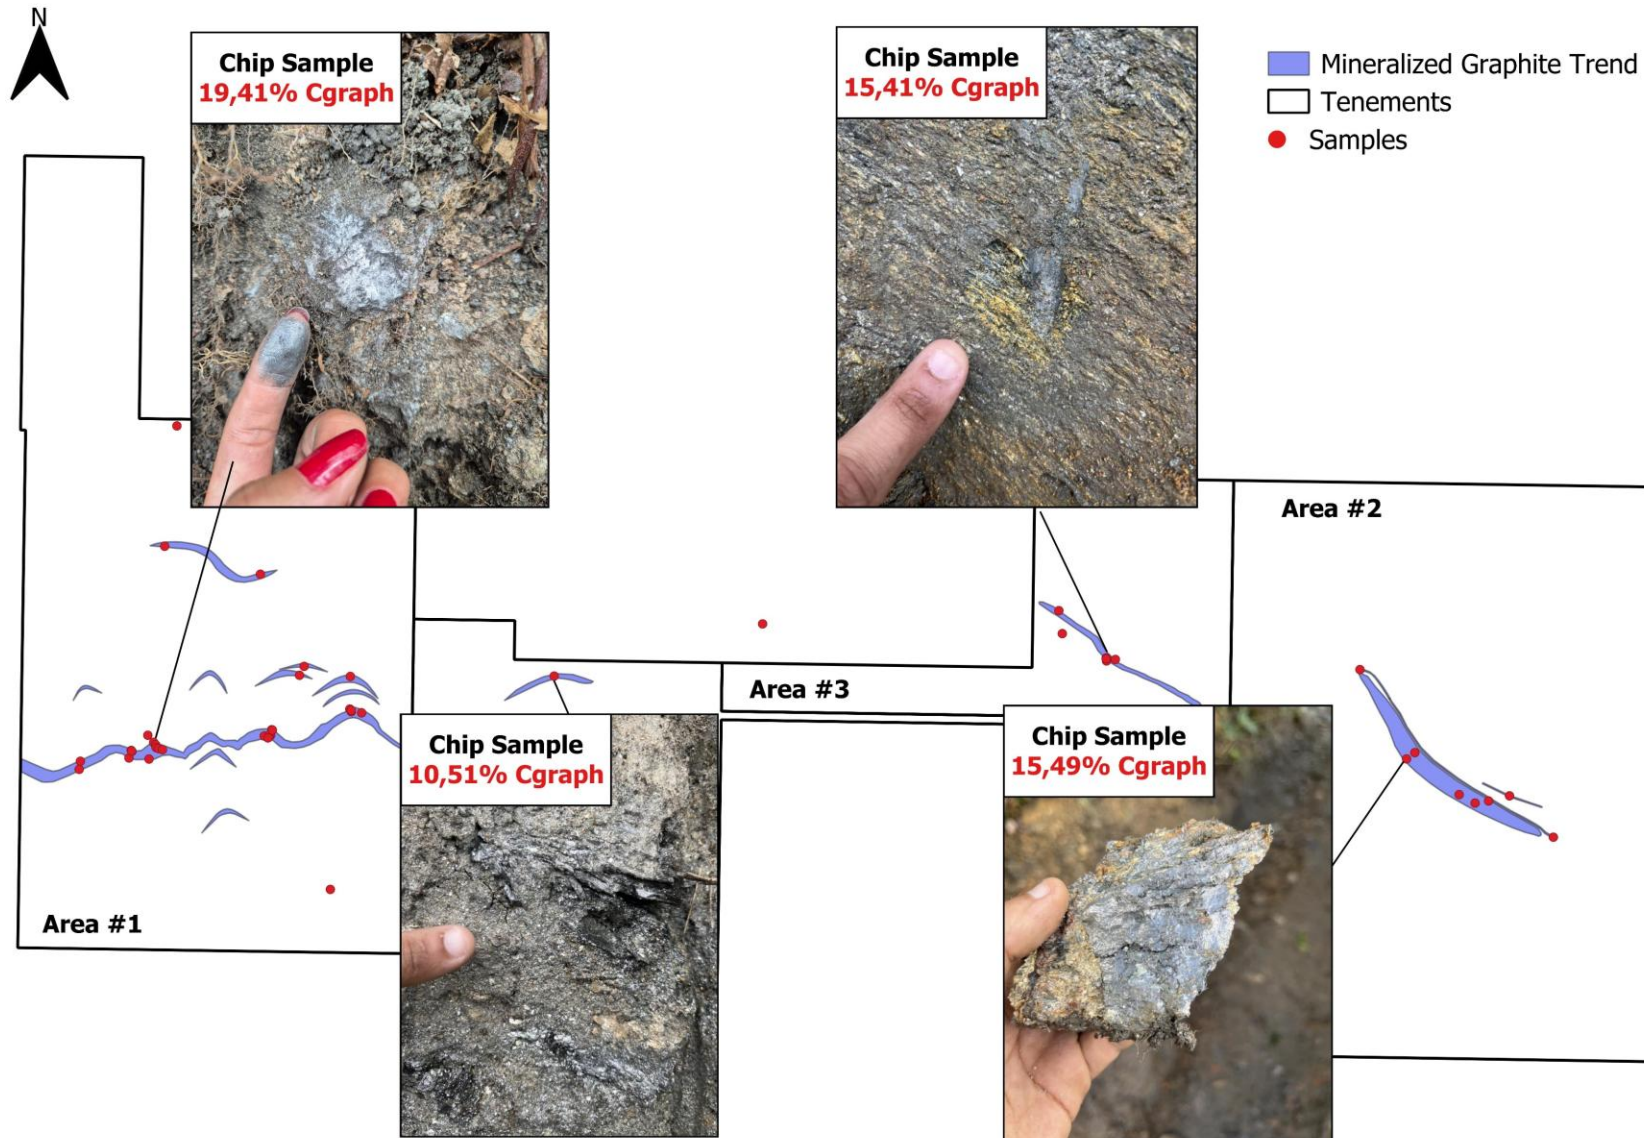 N
Chip Sample
19,41% Cgraph
Chip Sample
15,41% Cgraph
Mineralized Graphite Trend
Tenements
Samples
Area #2
Area #3
Chip Sample
10,51% Cgraph
Chip Sample
15,49% Cgraph
Area #1